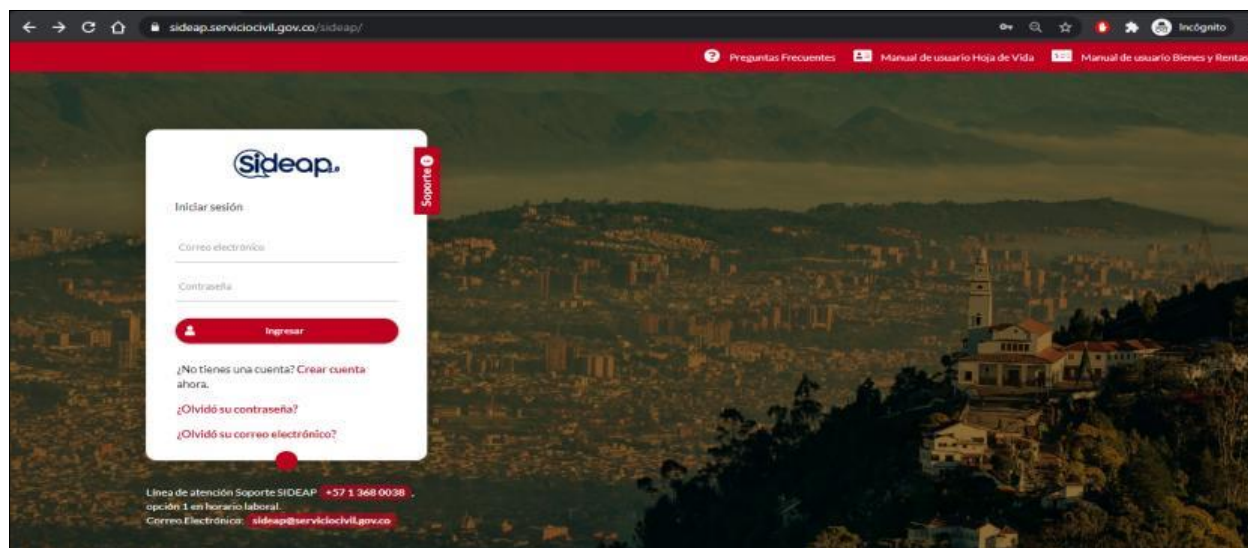 sideap.serviciocivil.gov.co/sideap/
Incógnito
Preguntas Frecuentes
Manual de usuario Hoja de Vida
Manual de usuario Bienes y Rentas
Sideap 2.0
Soporte
Iniciar sesión
Correo electrónico
Contraseña
Ingresar
¿No tienes una cuenta? Crear cuenta
ahora.
¿Olvidó su contraseña?
¿Olvidó su correo electrónico?
Línea de atención Soporte SIDEAP +57 1 368 0038 ,
opción 1 en horario laboral.
Correo Electrónico: sideap@serviciocivil.gov.co